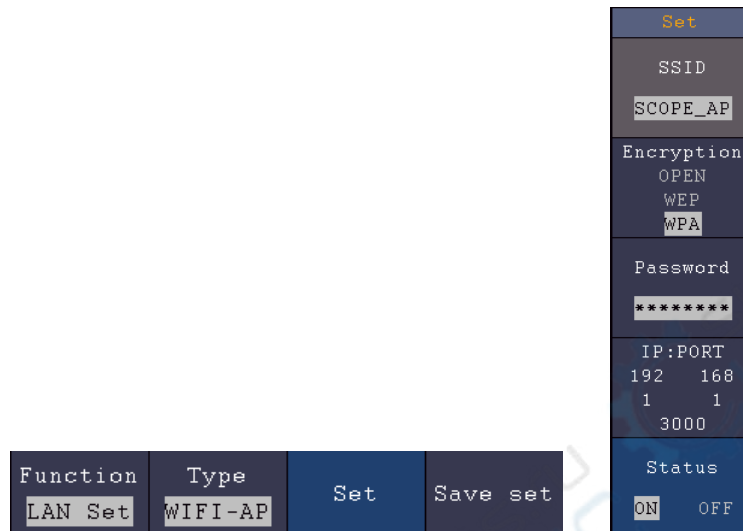 Set
SSID
SCOPE_AP
Encryption
OPEN
WEP
WPA
Password
********
IP:PORT
192 168
1 1
3000
Status
ON OFF
Function Type Set Save set
LAN Set WIFI-AP